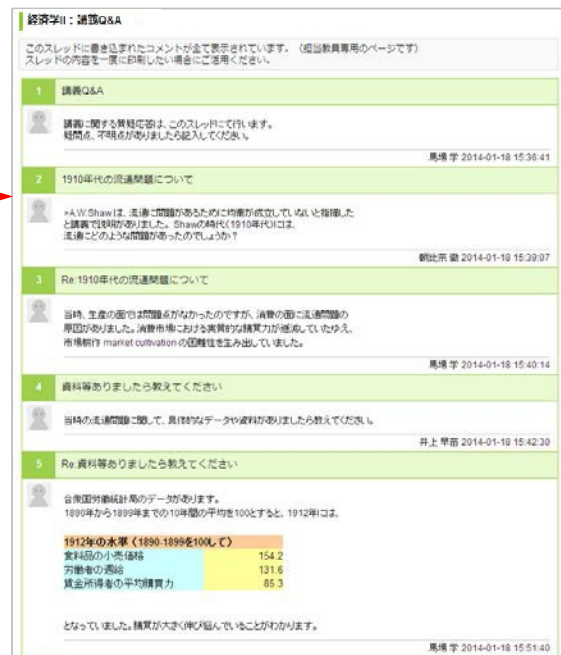 経済学II：講義Q&A
このスレッドに書き込まれたコメントが全て表示されています。（担当教員専用のページです）
スレッドの内容を一度に印刷したい場合にご活用ください。
1 講義Q&A
講義に関する質疑応答は、このスレッドにて行います。
疑問点、不明点がありましたら記入してください。
馬場 学 2014-01-18 15:36:41
2 1910年代の流通問題について
>A.W.Shawは、流通に問題があるために均衡が成立していないと指摘した
と講義で説明がありました。Shawの時代（1910年代）には、
流通にどのような問題があったのでしょうか？
朝比奈 徹 2014-01-18 15:39:07
3 Re:1910年代の流通問題について
当時、生産の面では問題点がなかったのですが、消費の面に流通問題の
原因がありました。消費市場における実質的な購買力が逓減していたゆえ、
市場耕作 market cultivation の困難性を生み出していました。
馬場 学 2014-01-18 15:40:14
4 資料等ありましたら教えてください
当時の流通問題に関して、具体的なデータや資料がありましたら教えてください。
井上 早苗 2014-01-18 15:42:30
5 Re:資料等ありましたら教えてください
合衆国労働統計局のデータがあります。
1890年から1899年までの10年間の平均を100とすると、1912年には、
1912年の水準（1890-1899を100して）
食料品の小売価格 154.2
労働者の週給 131.6
賃金所得者の平均購買力 85.3
となっていました。購買が大きく伸び悩んでいることがわかります。
馬場 学 2014-01-18 15:51:40